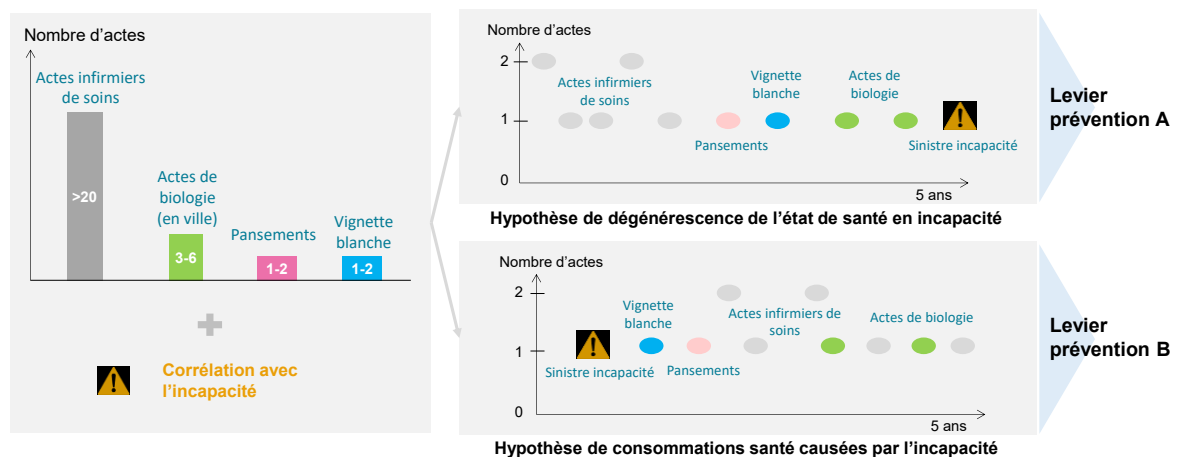 Nombre d'actes
Actes infirmiers
de soins
>20
Actes de
biologie
(en ville)
3-6
Pansements
1-2
Vignette
blanche
1-2
Corrélation avec
l'incapacité
Nombre d'actes
2
1
0
Actes infirmiers
de soins
Pansements
Vignette
blanche
Actes de
biologie
Sinistre incapacité
5 ans
Hypothèse de dégénérescence de l'état de santé en incapacité
Levier
prévention A
Nombre d'actes
2
1
0
Sinistre incapacité
Vignette
blanche
Pansements
Actes infirmiers de
soins
Actes de biologie
5 ans
Hypothèse de consommations santé causées par l'incapacité
Levier
prévention B